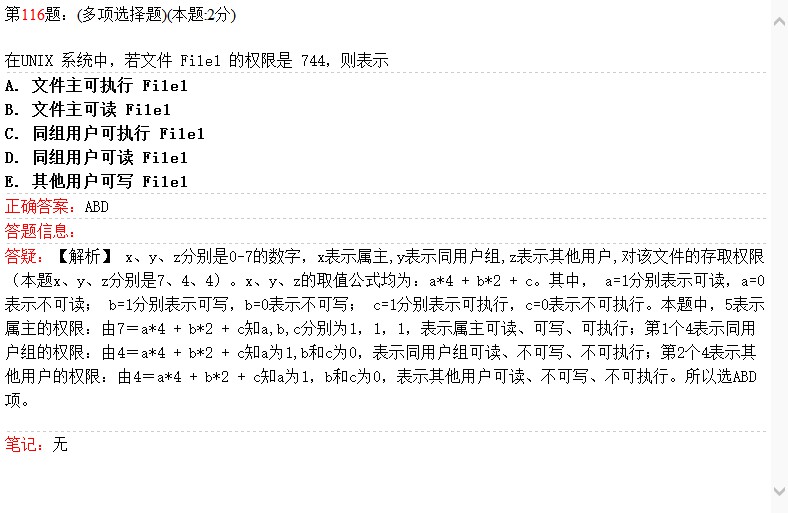 第116题: (多项选择题)(本题:2分)
在UNIX 系统中，若文件 File1 的权限是 744，则表示
A. 文件主可执行 File1
B. 文件主可读 File1
C. 同组用户可执行 File1
D. 同组用户可读 File1
E. 其他用户可写 File1
正确答案：ABD
答题信息：
答疑：【解析】 x、y、z分别是0-7的数字，x表示属主,y表示同用户组,z表示其他用户,对该文件的存取权限
（本题x、y、z分别是7、4、4）。x、y、z的取值公式均为：a*4 + b*2 + c。其中， a=1分别表示可读，a=0
表示不可读； b=1分别表示可写，b=0表示不可写； c=1分别表示可执行，c=0表示不可执行。本题中，5表示
属主的权限：由7＝a*4 + b*2 + c知a,b,c分别为1，1，1，表示属主可读、可写、可执行；第1个4表示同用
户组的权限：由4＝a*4 + b*2 + c知a为1,b和c为0，表示同用户组可读、不可写、不可执行；第2个4表示其
他用户的权限：由4＝a*4 + b*2 + c知a为1，b和c为0，表示其他用户可读、不可写、不可执行。所以选ABD
项。
笔记：无